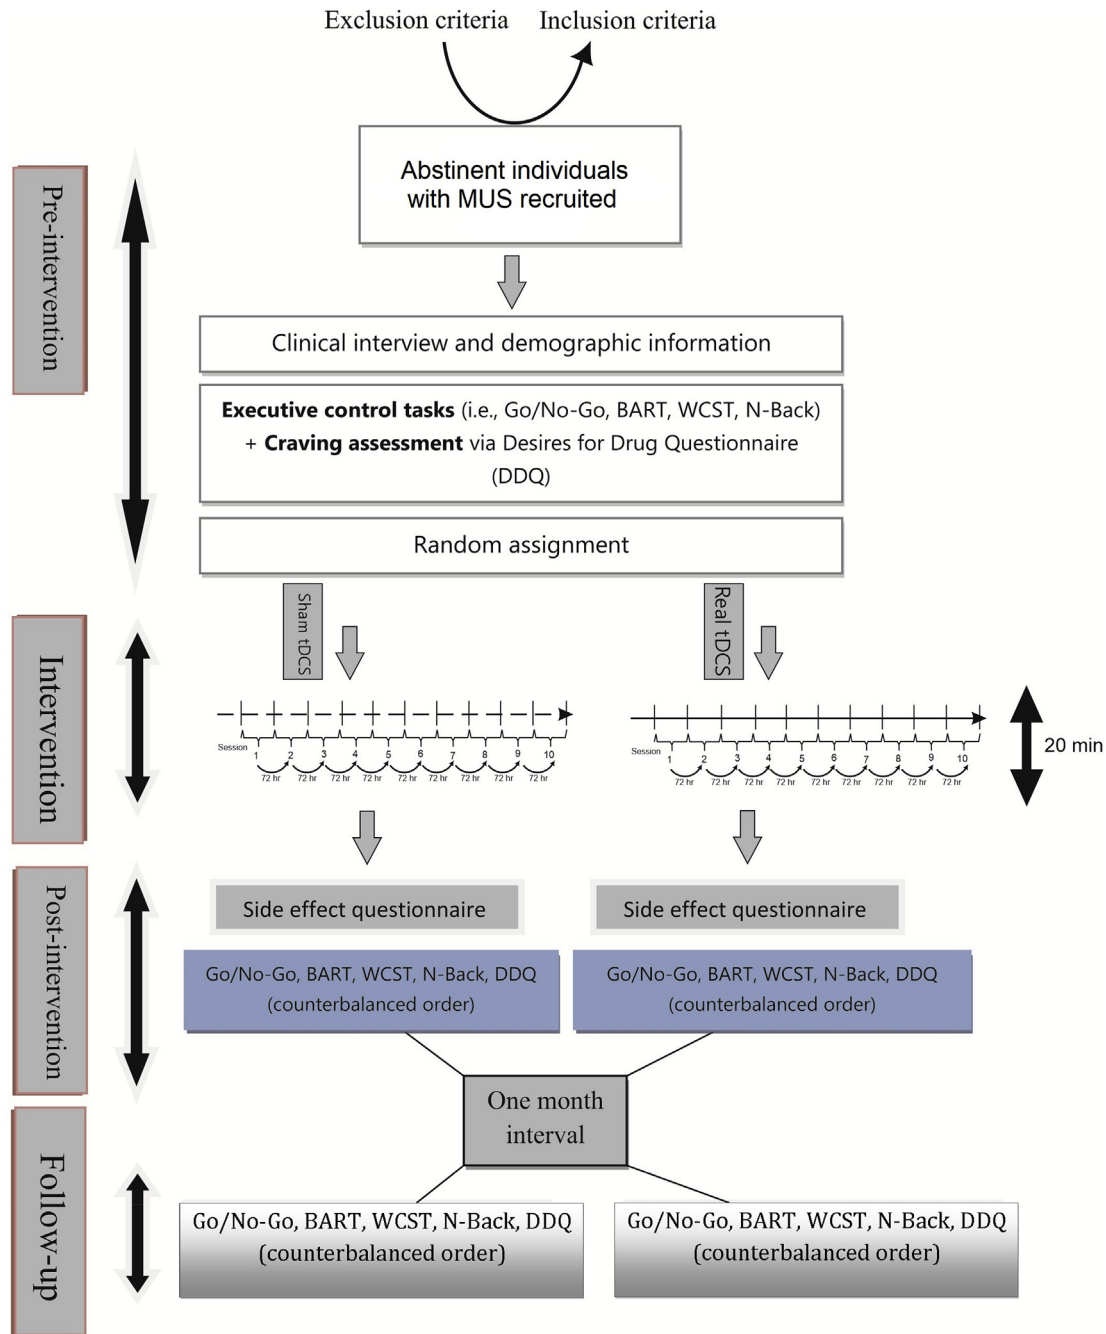 Exclusion criteria
Inclusion criteria
Abstinent individuals
with MUS recruited
Pre-intervention
Clinical interview and demographic information
Executive control tasks (i.e., Go/No-Go, BART, WCST, N-Back)
+ Craving assessment via Desires for Drug Questionnaire
(DDQ)
Random assignment
Intervention
Sham tDCS
Real tDCS
Session
1 2 3 4 5 6 7 8 9 10
72 hr 72 hr 72 hr 72 hr 72 hr 72 hr 72 hr 72 hr 72 hr
Session
1 2 3 4 5 6 7 8 9 10
72 hr 72 hr 72 hr 72 hr 72 hr 72 hr 72 hr 72 hr 72 hr
20 min
Post-intervention
Side effect questionnaire
Side effect questionnaire
Go/No-Go, BART, WCST, N-Back, DDQ
(counterbalanced order)
Go/No-Go, BART, WCST, N-Back, DDQ
(counterbalanced order)
One month
interval
Follow-up
Go/No-Go, BART, WCST, N-Back, DDQ
(counterbalanced order)
Go/No-Go, BART, WCST, N-Back, DDQ
(counterbalanced order)